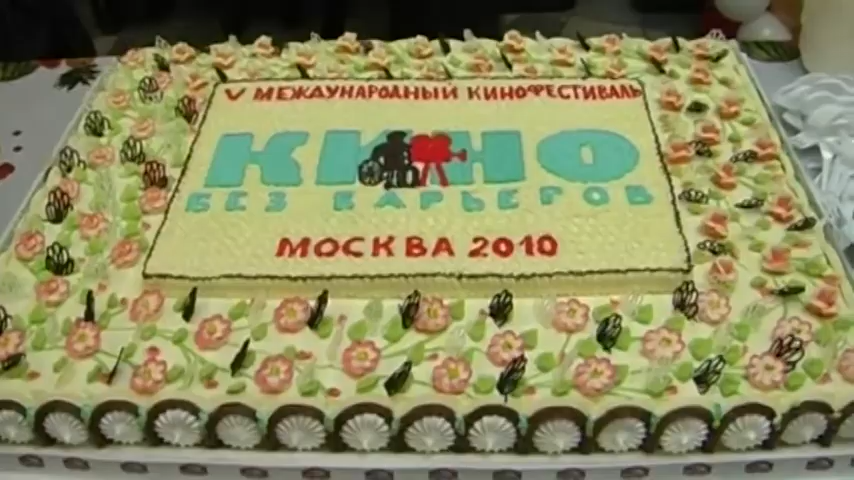 V МЕЖДУНАРОДНЫЙ КИНОФЕСТИВАЛЬ
КИНО
БЕЗ БАРЬЕРОВ
МОСКВА 2010